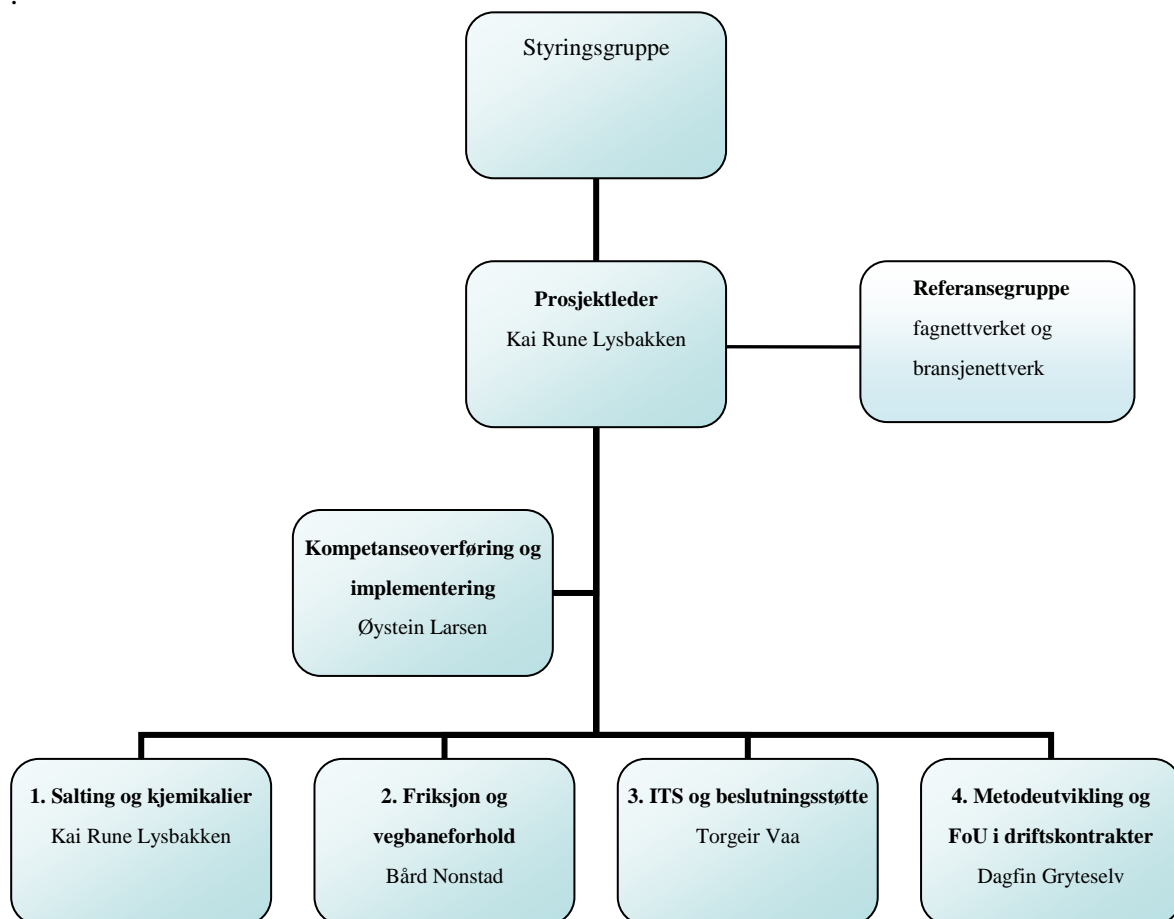 .
Styringsgruppe
Prosjektleder
Kai Rune Lysbakken
Referansegruppe
fagnettverket og
bransjenettverk
Kompetanseoverføring og
implementering
Øystein Larsen
1. Salting og kjemikalier
Kai Rune Lysbakken
2. Friksjon og
vegbaneforhold
Bård Nonstad
3. ITS og beslutningsstøtte
Torgeir Vaa
4. Metodeutvikling og
FoU i driftskontrakter
Dagfin Gryteselv